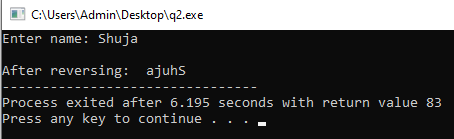 C:\Users\Admin\Desktop\q2.exe
Enter name: Shuja
After reversing:  ajuhS
--------------------------------
Process exited after 6.195 seconds with return value 83
Press any key to continue . . .